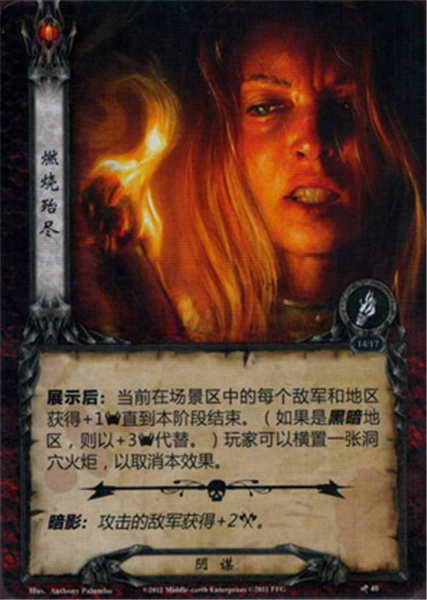 燃烧殆尽
14/17
展示后：当前在场景区中的每个敌军和地区
获得+1直到本阶段结束。（如果是黑暗地
区，则以+3代替。）玩家可以横置一张洞
穴火炬，以取消本效果。
暗影：攻击的敌军获得+2。
阴谋
Illus. Anthony Palumbo ©2011 Middle-earth Enterprises ©2011 FFG